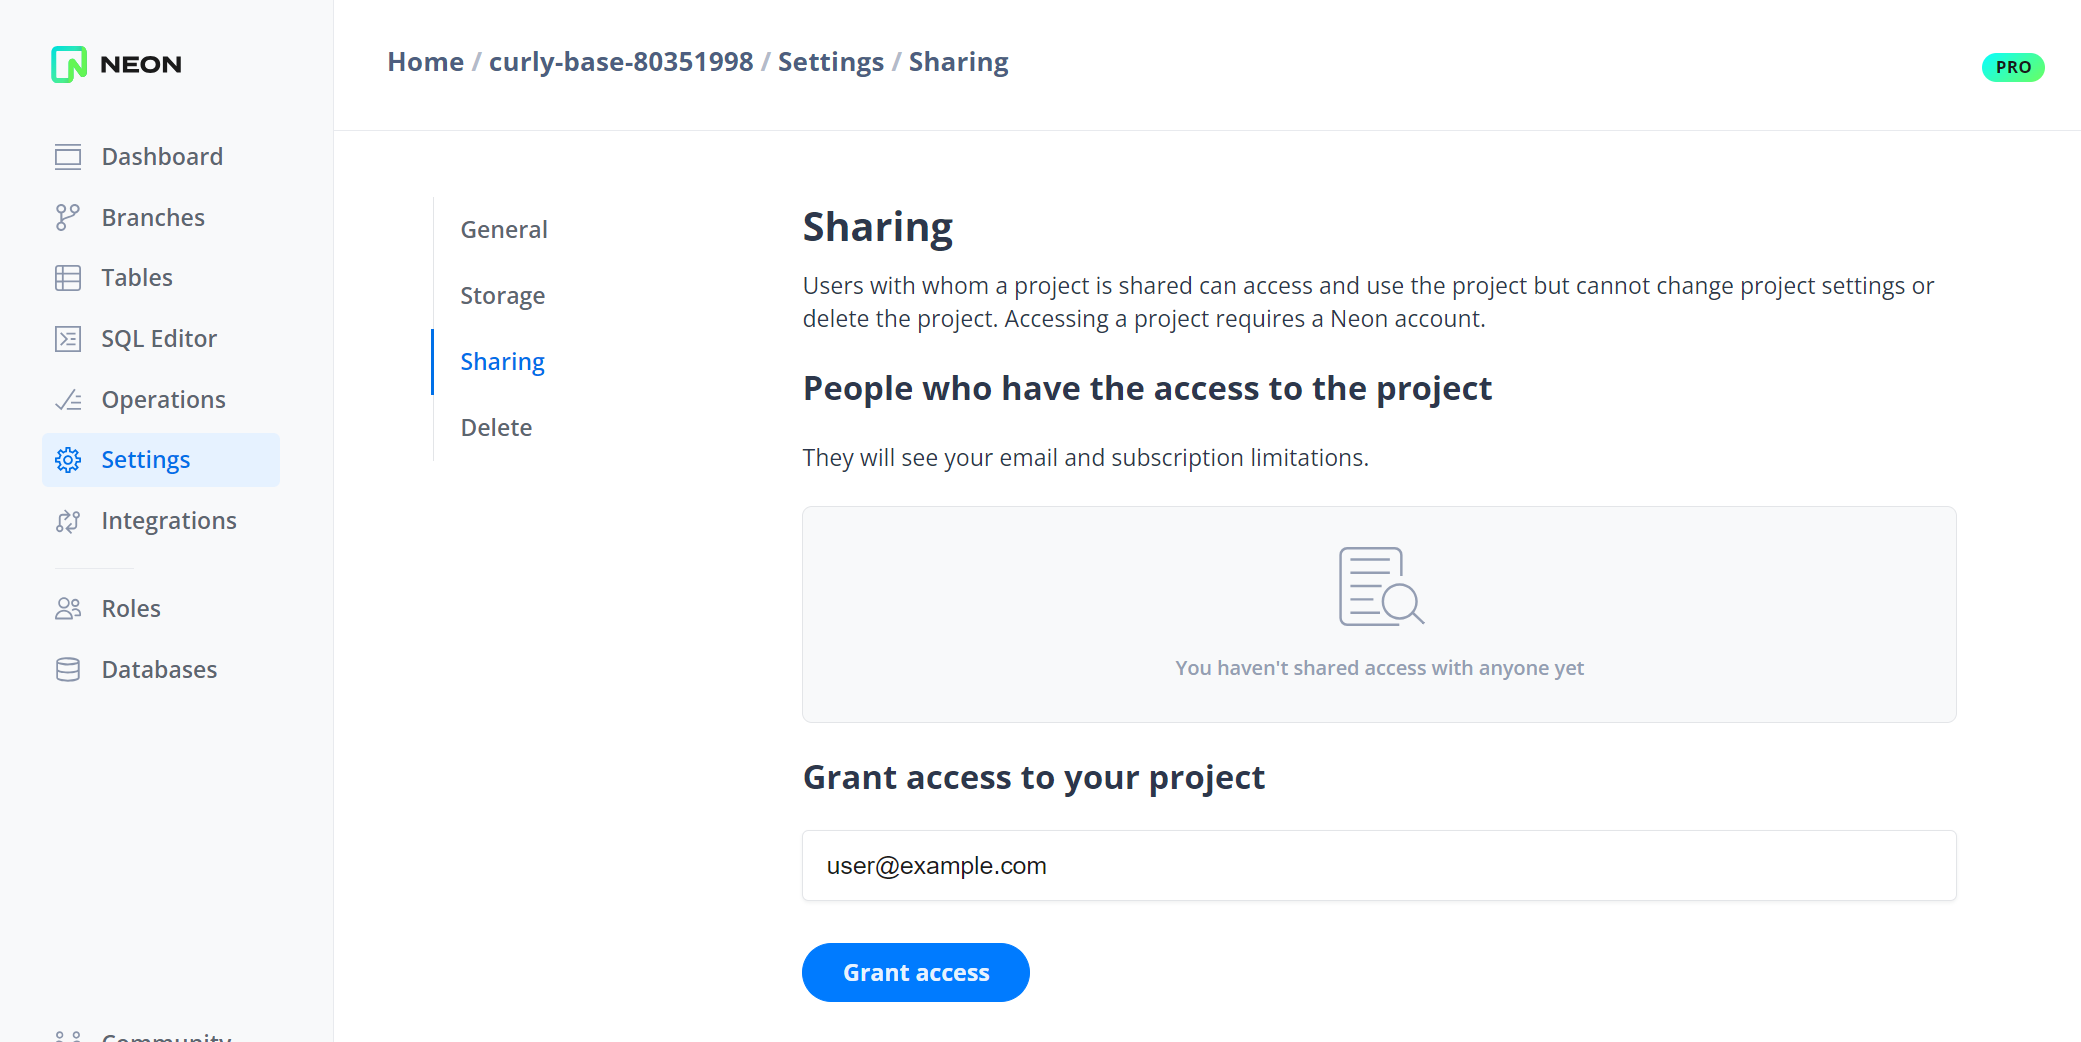 NEON
Home / curly-base-80351998 / Settings / Sharing
PRO
Dashboard
Branches
Tables
SQL Editor
Operations
Settings
Integrations
Roles
Databases
Community
General
Storage
Sharing
Delete
Sharing
Users with whom a project is shared can access and use the project but cannot change project settings or
delete the project. Accessing a project requires a Neon account.
People who have the access to the project
They will see your email and subscription limitations.
You haven't shared access with anyone yet
Grant access to your project
user@example.com
Grant access